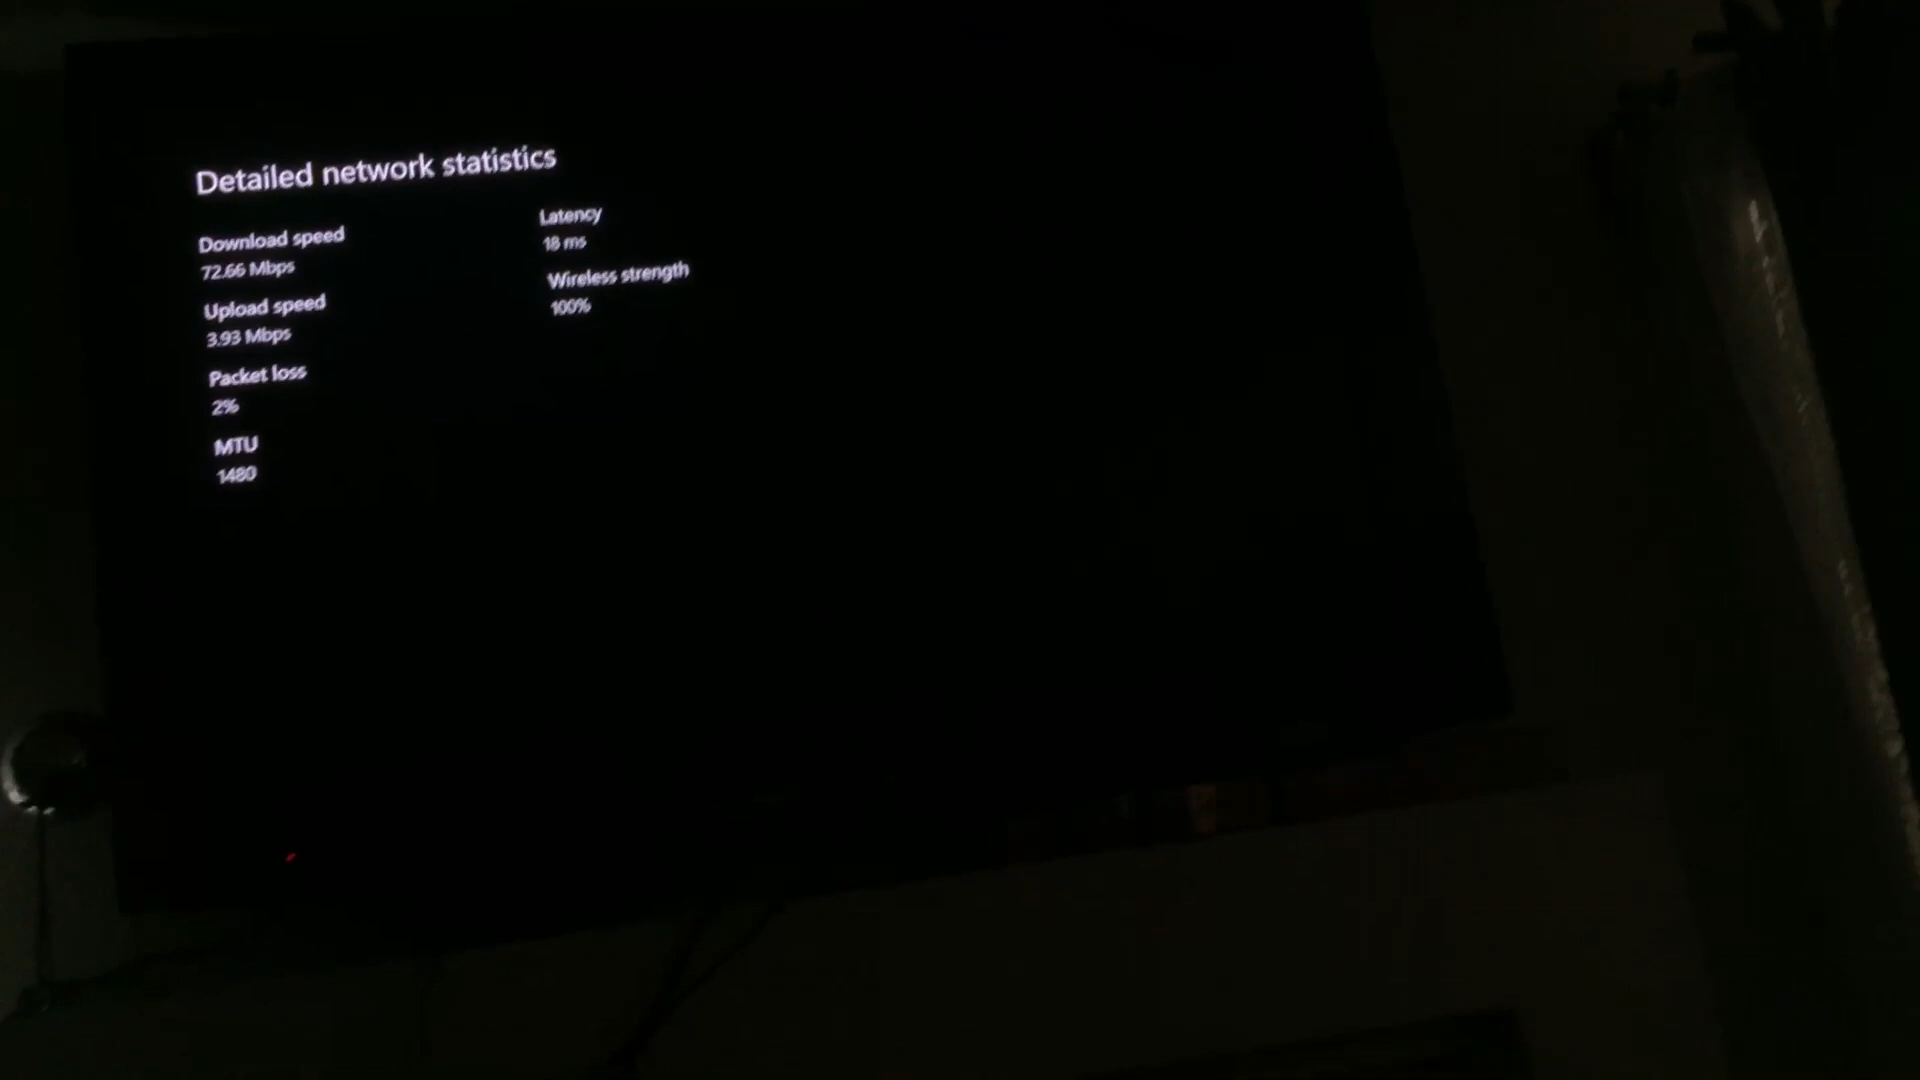 Detailed network statistics
Download speed
72.66 Mbps
Upload speed
3.93 Mbps
Packet loss
2%
MTU
1480
Latency
18 ms
Wireless strength
100%